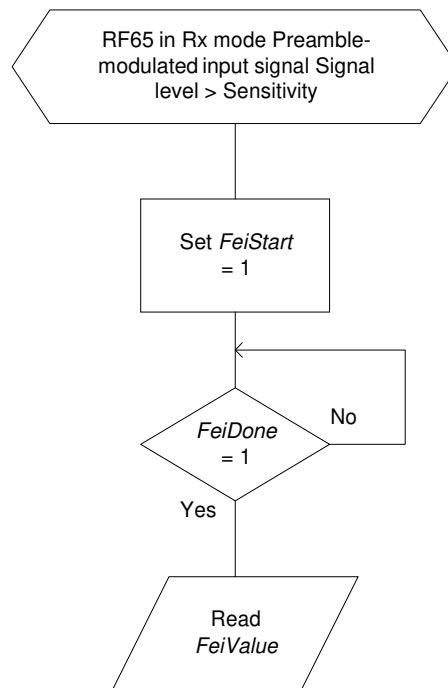 RF65 in Rx mode Preamble-
modulated input signal Signal
level > Sensitivity
Set FeiStart
= 1
No
FeiDone
= 1
Yes
Read
FeiValue